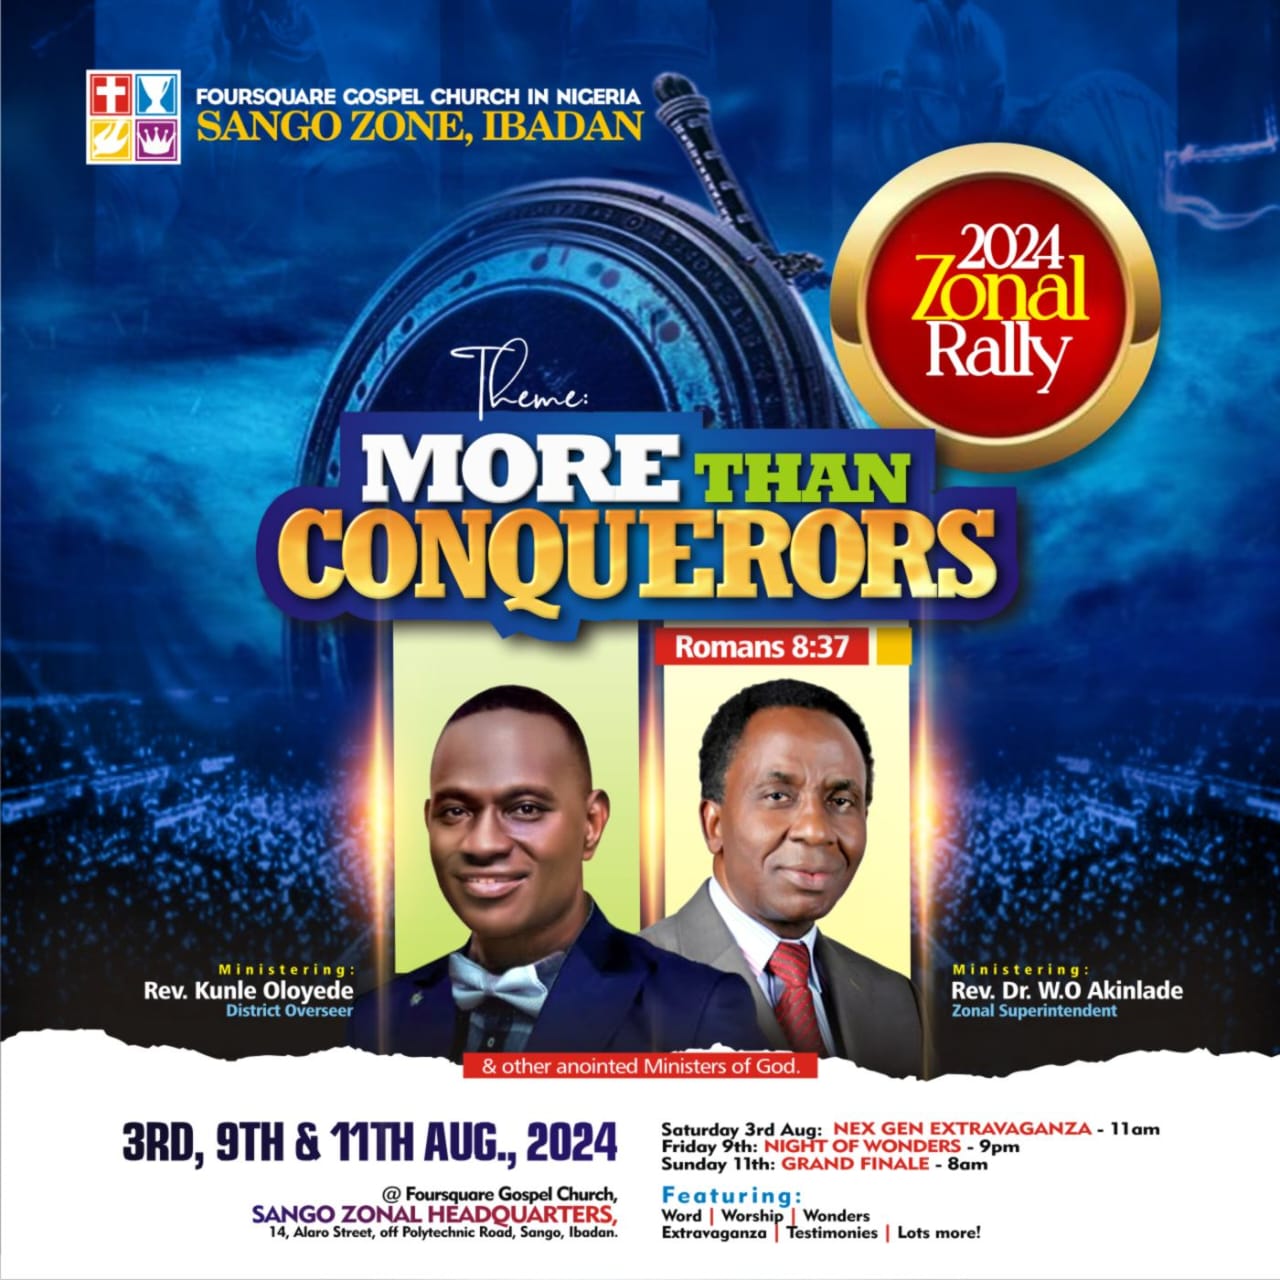 FOURSQUARE GOSPEL CHURCH IN NIGERIA
SANGO ZONE, IBADAN
2024
Zonal
Rally
Theme:
MORE THAN
CONQUERORS
Romans 8:37
Ministering:
Rev. Kunle Oloyede
District Overseer
Ministering:
Rev. Dr. W.O Akinlade
Zonal Superintendent
& other anointed Ministers of God.
3RD, 9TH & 11TH AUG., 2024
@ Foursquare Gospel Church,
SANGO ZONAL HEADQUARTERS,
14, Alaro Street, off Polytechnic Road, Sango, Ibadan.
Saturday 3rd Aug: NEX GEN EXTRAVAGANZA - 11am
Friday 9th: NIGHT OF WONDERS - 9pm
Sunday 11th: GRAND FINALE - 8am
Featuring:
Word | Worship | Wonders
Extravaganza | Testimonies | Lots more!